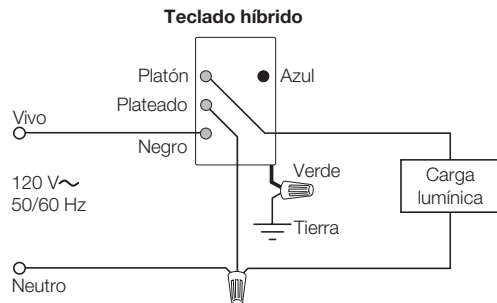 Teclado híbrido
Platón
Azul
Plateado
Vivo
Negro
Verde
Carga
lumínica
120 V~
50/60 Hz
Tierra
Neutro